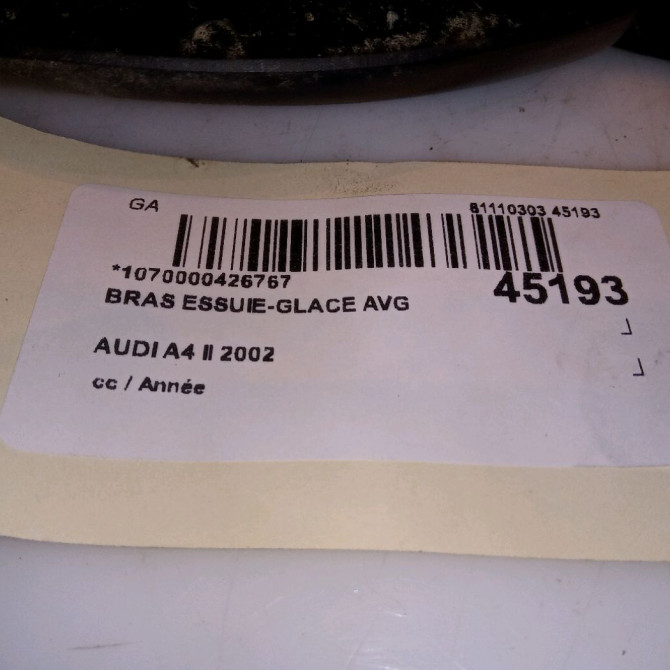 GA 81110303 45193
*1070000426767 45193
BRAS ESSUIE-GLACE AVG
AUDI A4 II 2002
cc / Année